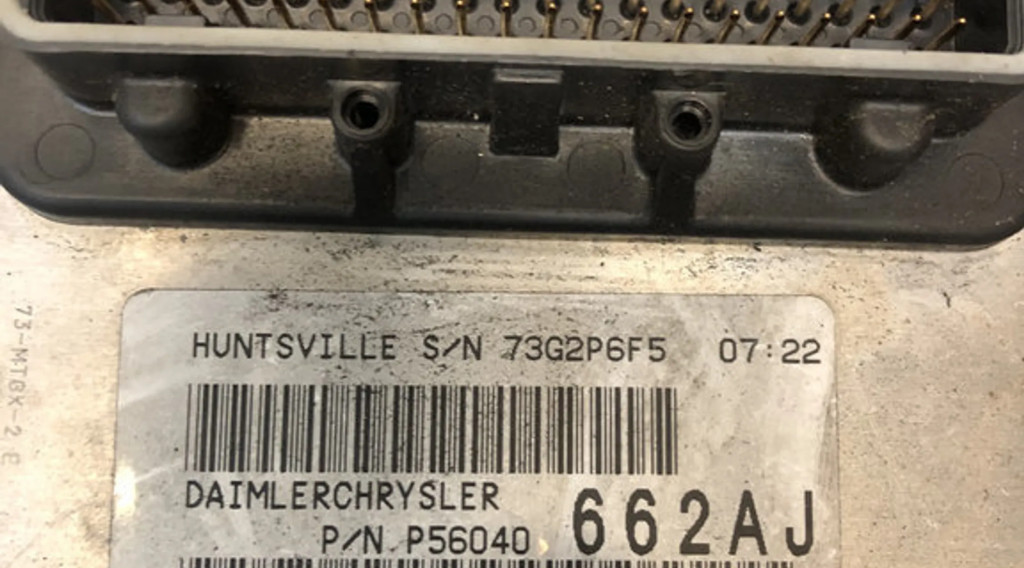 HUNTSVILLE S/N 73G2P6F5 07:22
DAIMLERCHRYSLER
P/N P56040 662AJ